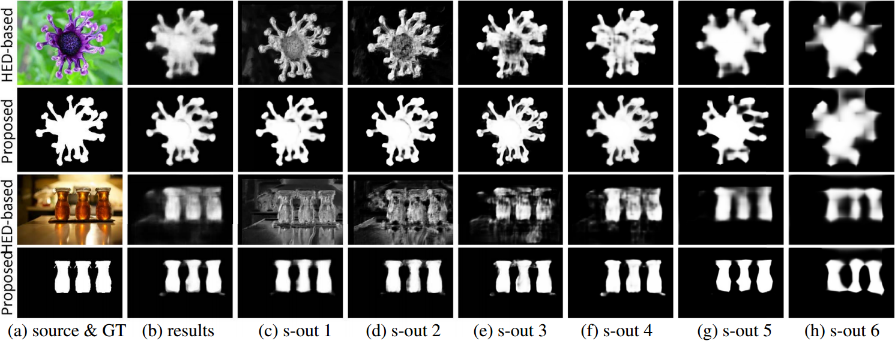 HED-based
Proposed
HED-based
Proposed
(a) source & GT (b) results (c) s-out 1 (d) s-out 2 (e) s-out 3 (f) s-out 4 (g) s-out 5 (h) s-out 6